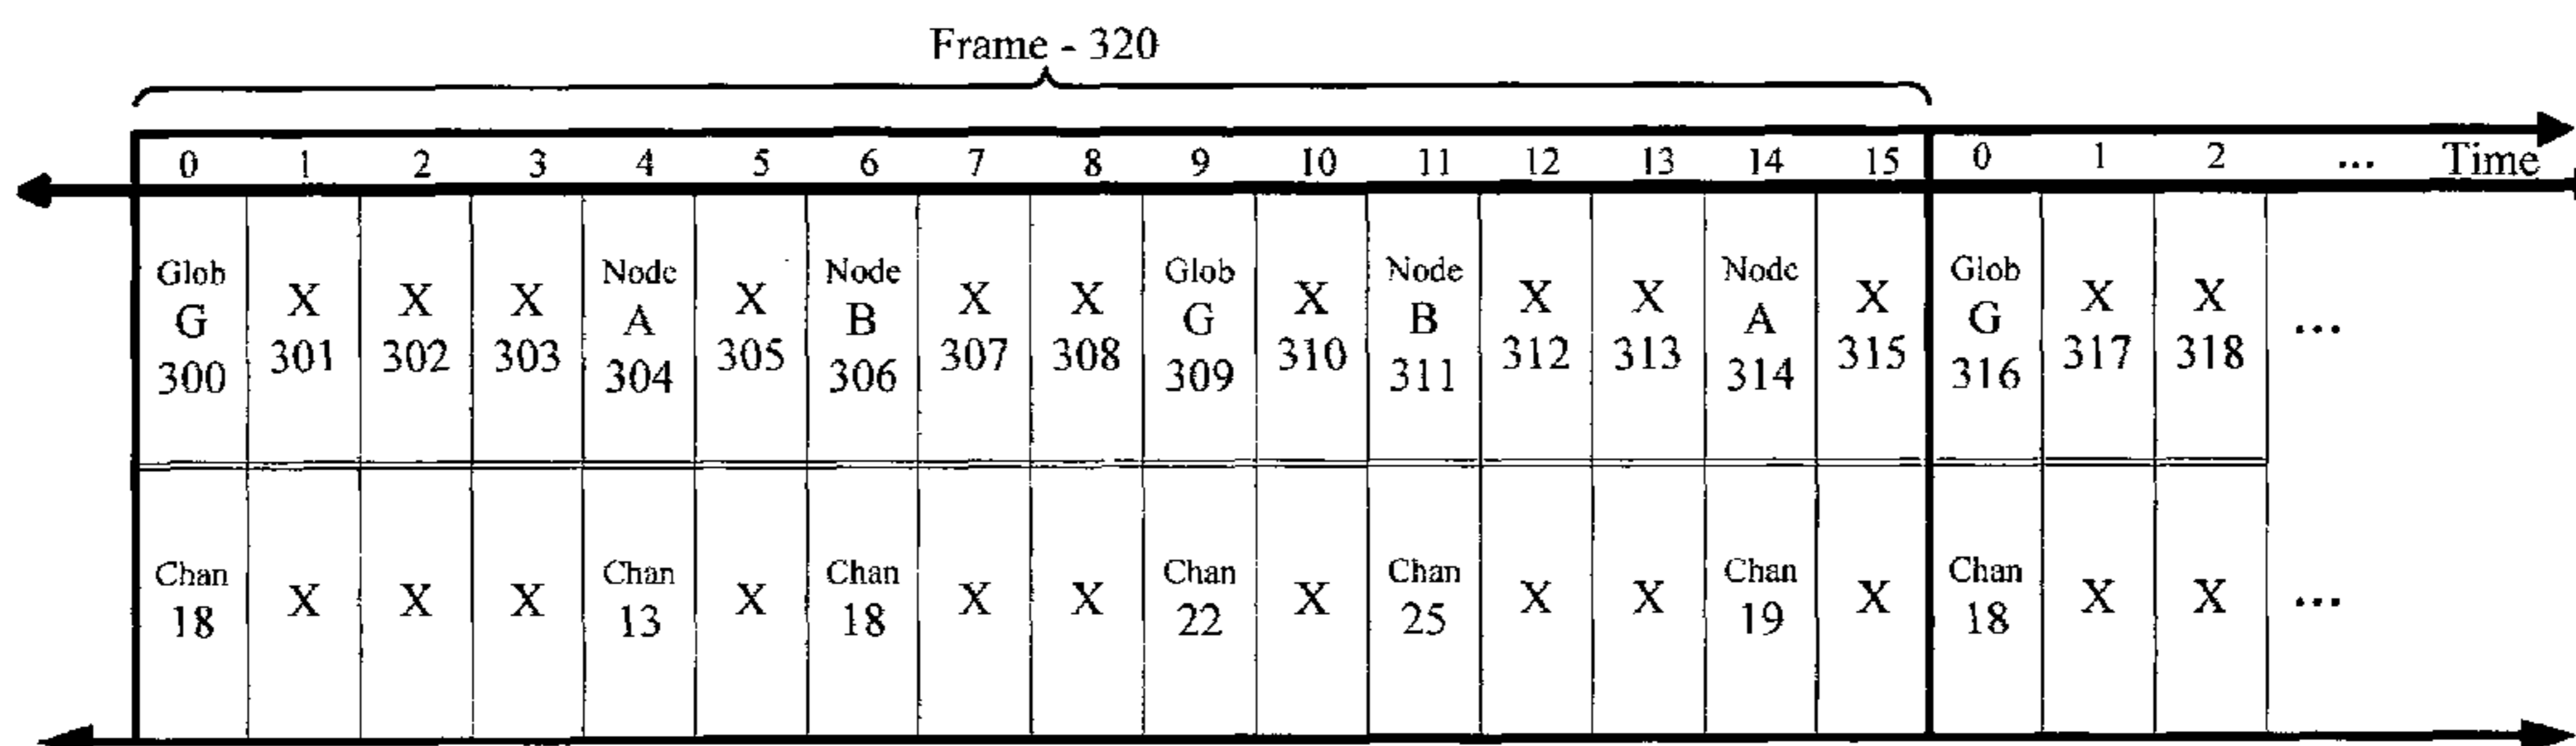 Frame - 320
0 1 2 3 4 5 6 7 8 9 10 11 12 13 14 15 0 1 2 ... Time
Glob X X X Node X Node X X Glob X Node X X Node X Glob X X ...
G A B G B A G
300 301 302 303 304 305 306 307 308 309 310 311 312 313 314 315 316 317 318
Chan X X X Chan X Chan X X Chan X Chan X X Chan X Chan X X ...
18 13 18 22 25 19 18